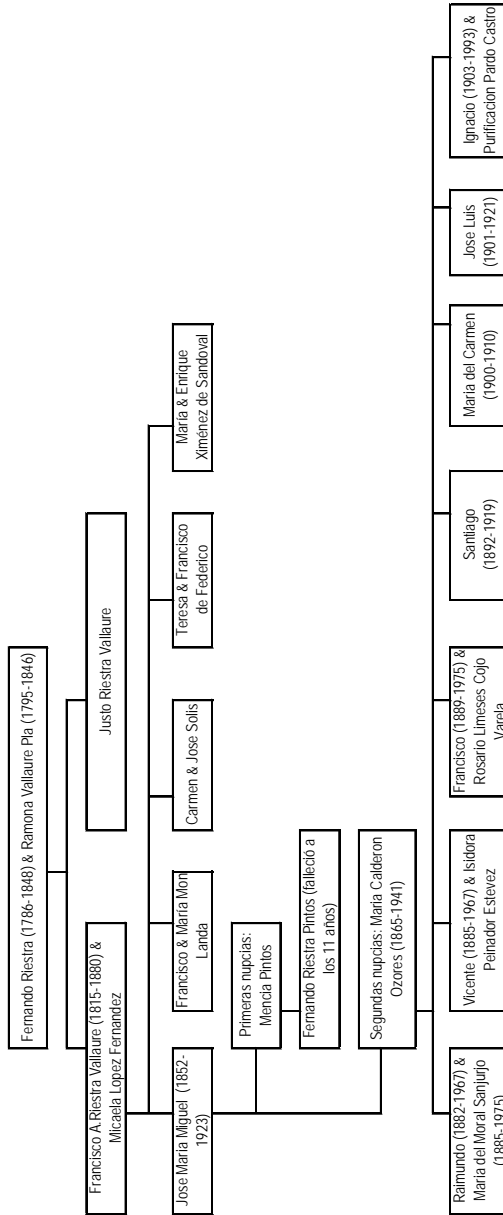 Fernando Riestra (1786-1848) & Ramona Vallaure Pla (1795-1846)
Francisco A.Riestra Vallaure (1815-1880) &
Micaela Lopez Fernandez
Justo Riestra Vallaure
Jose Maria Miguel (1852-
1923)
Francisco & María Mon
Landa
Carmen & Jose Solis
Teresa & Francisco
de Federico
María & Enrique
Ximénez de Sandoval
Primeras nupcias:
Mencia Pintos
Fernando Riestra Pintos (falleció a
los 11 años)
Segundas nupcias: Maria Calderon
Ozores (1865-1941)
Raimundo (1882-1967) &
Maria del Moral Sanjurjo
(1885-1975)
Vicente (1885-1967) & Isidora
Peinador Estevez
Francisco (1889-1975) &
Rosario Limeses Cojo
Varela
Santiago
(1892-1919)
Maria del Carmen
(1900-1910)
Jose Luis
(1901-1921)
Ignacio (1903-1993) &
Purificacion Pardo Castro